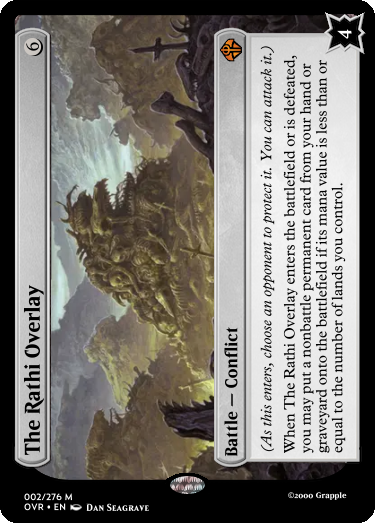 The Rathi Overlay
6
Battle — Conflict
(As this enters, choose an opponent to protect it. You can attack it.)
When The Rathi Overlay enters the battlefield or is defeated,
you may put a nonbattle permanent card from your hand or
graveyard onto the battlefield if its mana value is less than or
equal to the number of lands you control.
4
002/276 M
OVR • EN Dan Seagrave
©2000 Grapple